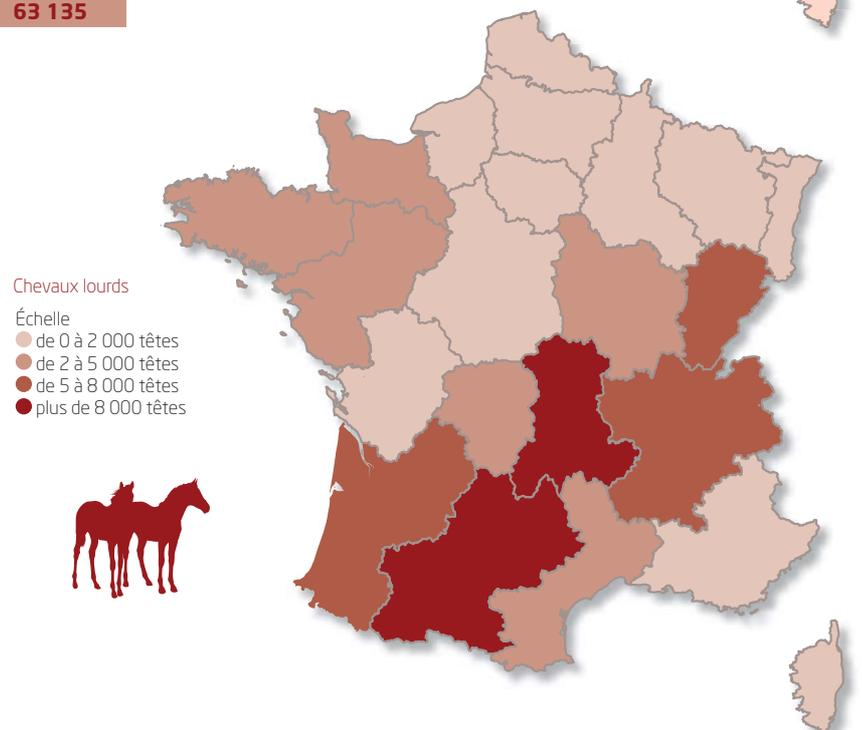 63 135
Chevaux lourds
Échelle
de 0 à 2 000 têtes
de 2 à 5 000 têtes
de 5 à 8 000 têtes
plus de 8 000 têtes